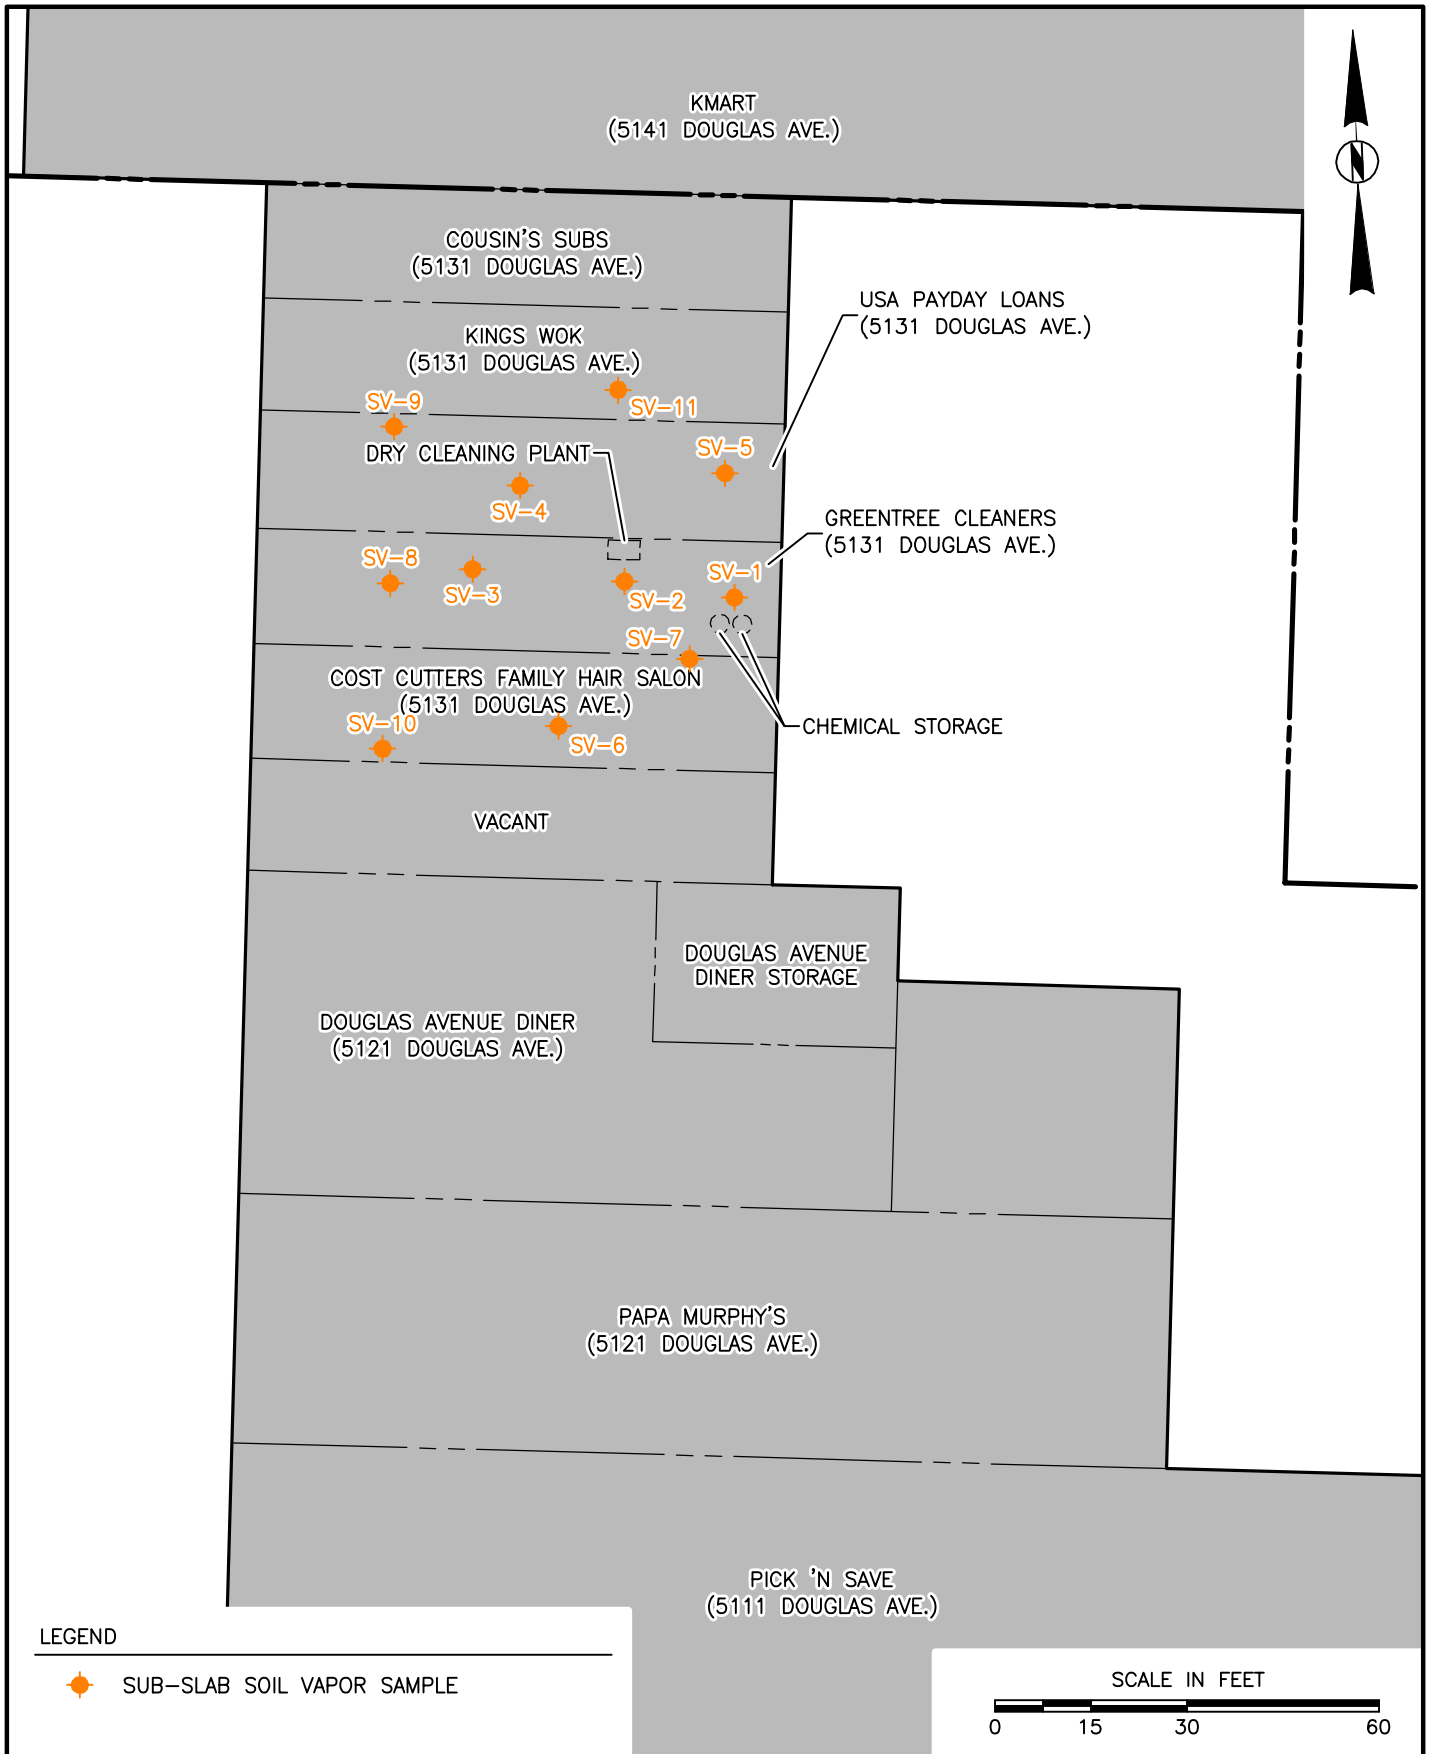 KMART
(5141 DOUGLAS AVE.)
COUSIN'S SUBS
(5131 DOUGLAS AVE.)
USA PAYDAY LOANS
(5131 DOUGLAS AVE.)
KINGS WOK
(5131 DOUGLAS AVE.)
SV-9
SV-11
DRY CLEANING PLANT
SV-5
SV-4
GREENTREE CLEANERS
(5131 DOUGLAS AVE.)
SV-8
SV-3
SV-2
SV-1
SV-7
COST CUTTERS FAMILY HAIR SALON
(5131 DOUGLAS AVE.)
SV-10
SV-6
CHEMICAL STORAGE
VACANT
DOUGLAS AVENUE
DINER STORAGE
DOUGLAS AVENUE DINER
(5121 DOUGLAS AVE.)
PAPA MURPHY'S
(5121 DOUGLAS AVE.)
PICK 'N SAVE
(5111 DOUGLAS AVE.)
LEGEND
SUB-SLAB SOIL VAPOR SAMPLE
SCALE IN FEET
0 15 30 60